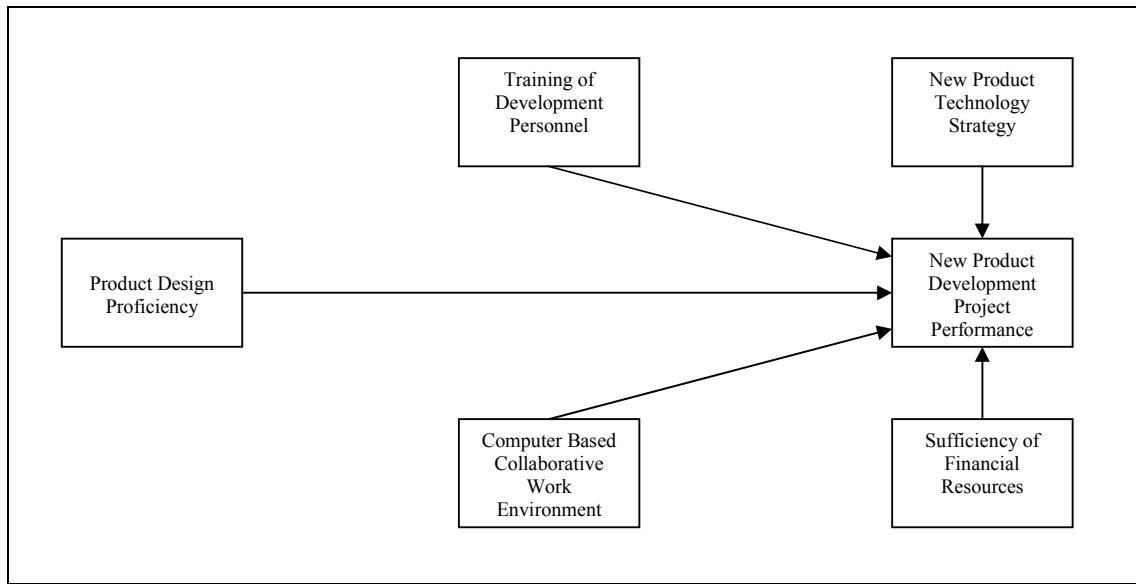 Training of
Development
Personnel
New Product
Technology
Strategy
Product Design
Proficiency
New Product
Development
Project
Performance
Computer Based
Collaborative
Work
Environment
Sufficiency of
Financial
Resources